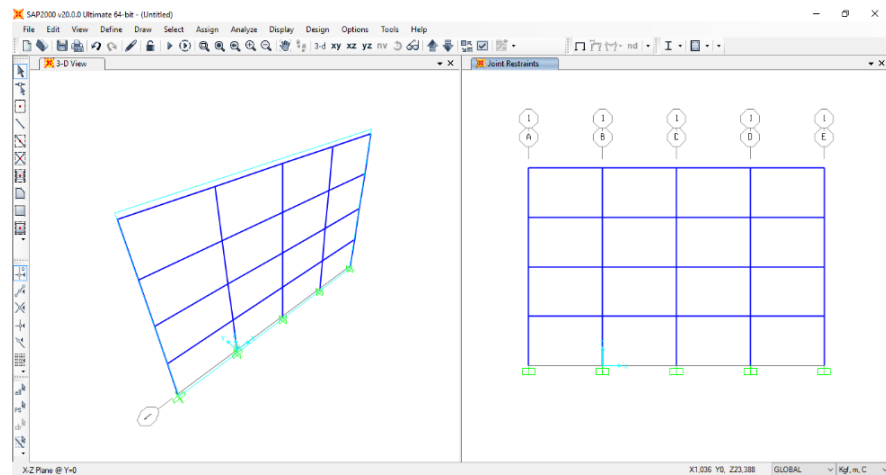 SAP2000 v20.0.0 Ultimate 64-bit - (Untitled)
File Edit View Define Draw Select Assign Analyze Display Design Options Tools Help
3-d xy xz yz nv nd
3-D View
Joint Restraints
1 1 1 1 1
A B C D E
X-Z Plane @ Y=0
X1,036 Y0, Z23,388 GLOBAL Kgf, m, C